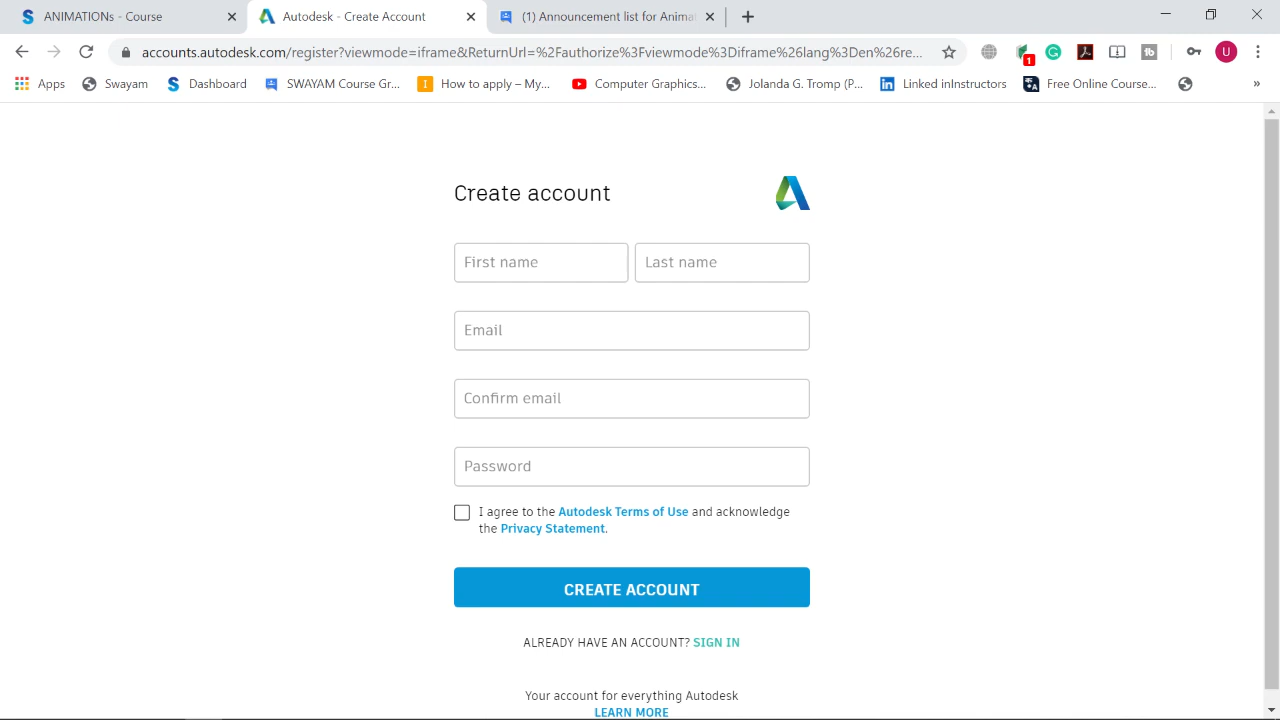 ANIMATIONs - Course
Autodesk - Create Account
(1) Announcement list for Anima
accounts.autodesk.com/register?viewmode=iframe&ReturnUrl=%2Fauthorize%3Fviewmode%3Diframe%26lang%3Den%26re...
1
tb
U
Apps
Swayam
Dashboard
SWAYAM Course Gr...
How to apply – My...
Computer Graphics...
Jolanda G. Tromp (P...
Linked inInstructors
Free Online Course...
»
Create account
First name
Last name
Email
Confirm email
Password
I agree to the Autodesk Terms of Use and acknowledge
the Privacy Statement.
CREATE ACCOUNT
ALREADY HAVE AN ACCOUNT? SIGN IN
Your account for everything Autodesk
LEARN MORE